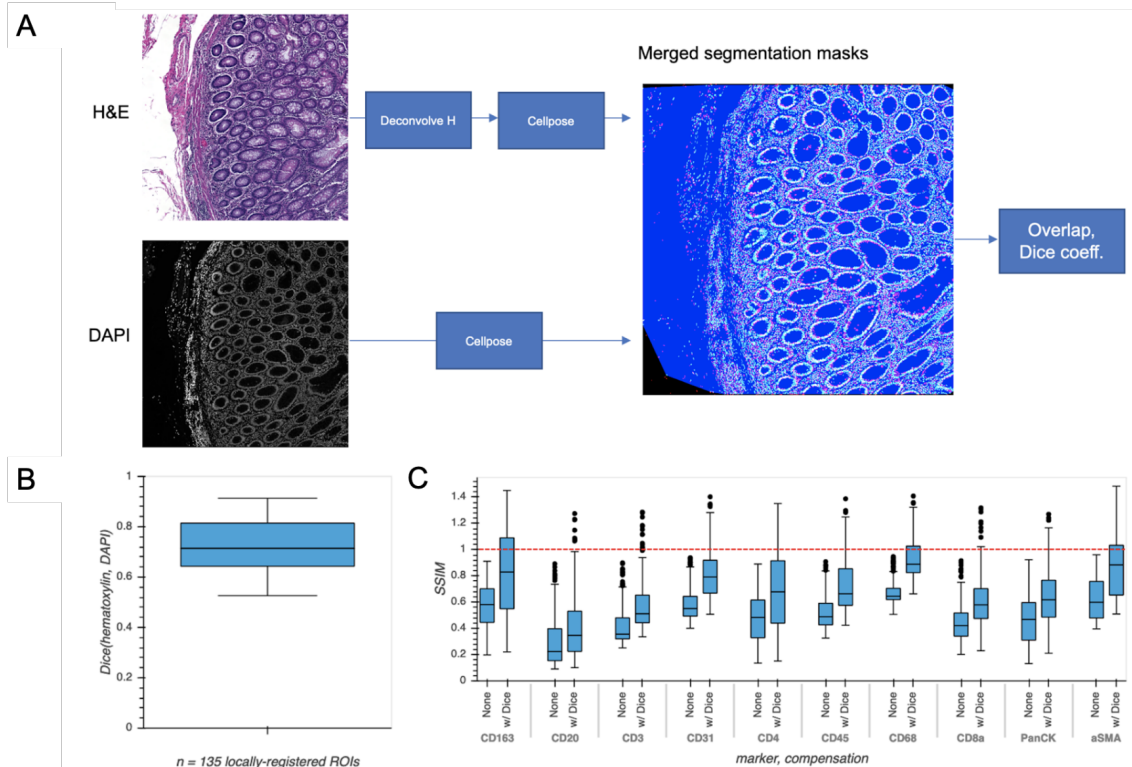 A
H&E
Deconvolve H
Cellpose
Merged segmentation masks
Overlap,
Dice coeff.
DAPI
Cellpose
B
Dice(hematoxylin, DAPI)
1
0.8
0.6
0.4
0.2
0
n = 135 locally-registered ROIs
C
SSIM
1.4
1.2
1
0.8
0.6
0.4
0.2
0
None w/ Dice None w/ Dice None w/ Dice None w/ Dice None w/ Dice None w/ Dice None w/ Dice None w/ Dice None w/ Dice None w/ Dice
CD163 CD20 CD3 CD31 CD4 CD45 CD68 CD8a PanCK aSMA
marker, compensation